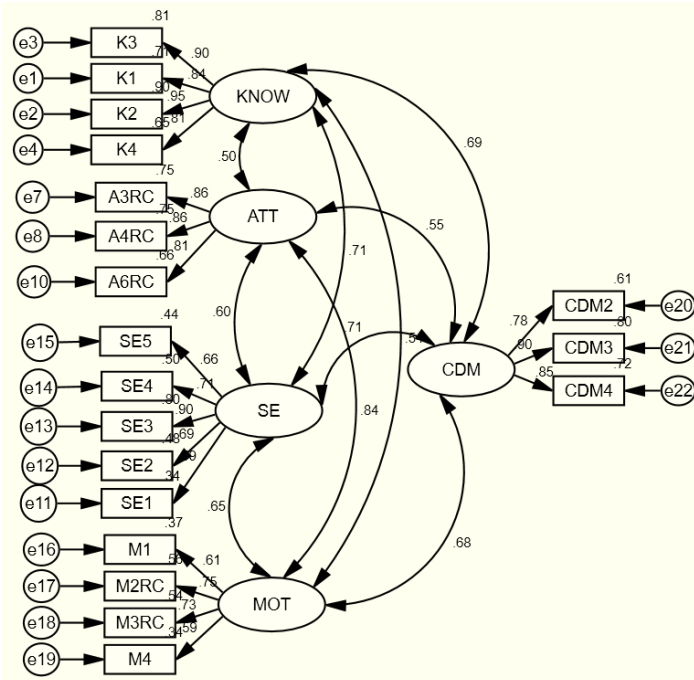 .81
e3 K3 .90
.71
e1 K1 .84 KNOW
.90
e2 K2 .95
.65
e4 K4 .81
.50
.69
.75
e7 A3RC .86
.75
e8 A4RC .86 ATT
.66
e10 A6RC .81
.55
.71
.60
.44
e15 SE5 .66
.50
e14 SE4 .71
.80
e13 SE3 .90 SE
.48
e12 SE2 .69
.34
e11 SE1
.71
.54
.84
.61
CDM2 e20
.78
.80
CDM CDM3 e21
.90
.72
CDM4 e22
.85
.65
.68
.37
e16 M1 .61
.56
e17 M2RC .75 MOT
.54
e18 M3RC .73
.34
e19 M4 .59